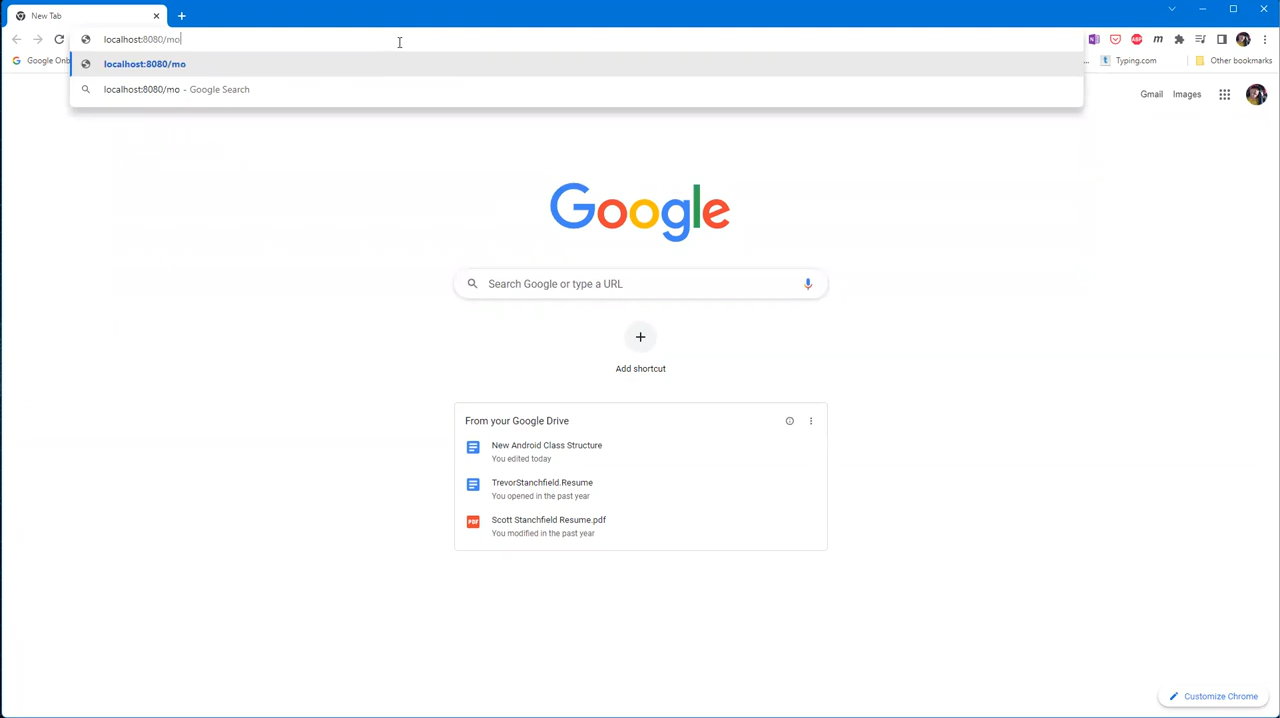 New Tab
localhost:8080/mo
Google Onb
Typing.com
Other bookmarks
localhost:8080/mo
localhost:8080/mo - Google Search
Gmail
Images
Google
Search Google or type a URL
Add shortcut
From your Google Drive
New Android Class Structure
You edited today
TrevorStanchfield.Resume
You opened in the past year
PDF
Scott Stanchfield Resume.pdf
You modified in the past year
Customize Chrome